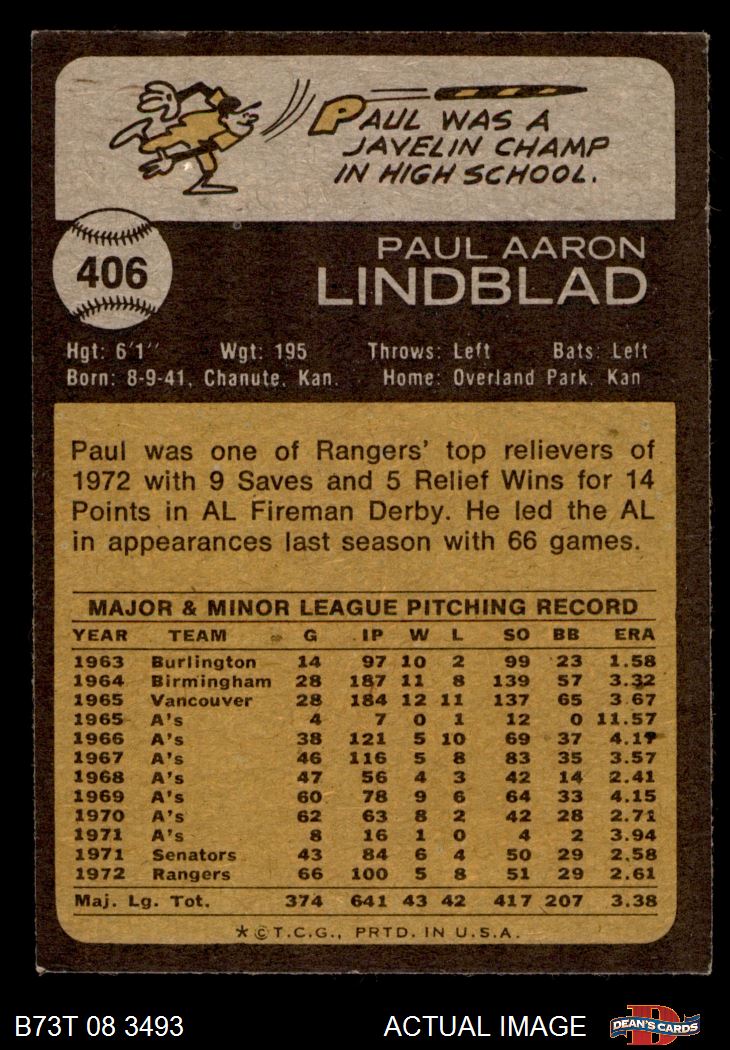 PAUL WAS A
JAVELIN CHAMP
IN HIGH SCHOOL.
406
PAUL AARON
LINDBLAD
Hgt: 6'1" Wgt: 195 Throws: Left Bats: Left
Born: 8-9-41, Chanute, Kan. Home: Overland Park, Kan
Paul was one of Rangers' top relievers of
1972 with 9 Saves and 5 Relief Wins for 14
Points in AL Fireman Derby. He led the AL
in appearances last season with 66 games.
MAJOR & MINOR LEAGUE PITCHING RECORD
YEAR TEAM G IP W L SO BB ERA
1963 Burlington 14 97 10 2 99 23 1.58
1964 Birmingham 28 187 11 8 139 57 3.32
1965 Vancouver 28 184 12 11 137 65 3.67
1965 A's 4 7 0 1 12 0 11.57
1966 A's 38 121 5 10 69 37 4.17
1967 A's 46 116 5 8 83 35 3.57
1968 A's 47 56 4 3 42 14 2.41
1969 A's 60 78 9 6 64 33 4.15
1970 A's 62 63 8 2 42 28 2.71
1971 A's 8 16 1 0 4 2 3.94
1971 Senators 43 84 6 4 50 29 2.58
1972 Rangers 66 100 5 8 51 29 2.61
Maj. Lg. Tot. 374 641 43 42 417 207 3.38
*©T.C.G., PRTD. IN U.S.A.
B73T 08 3493 ACTUAL IMAGE DEAN'S CARDS